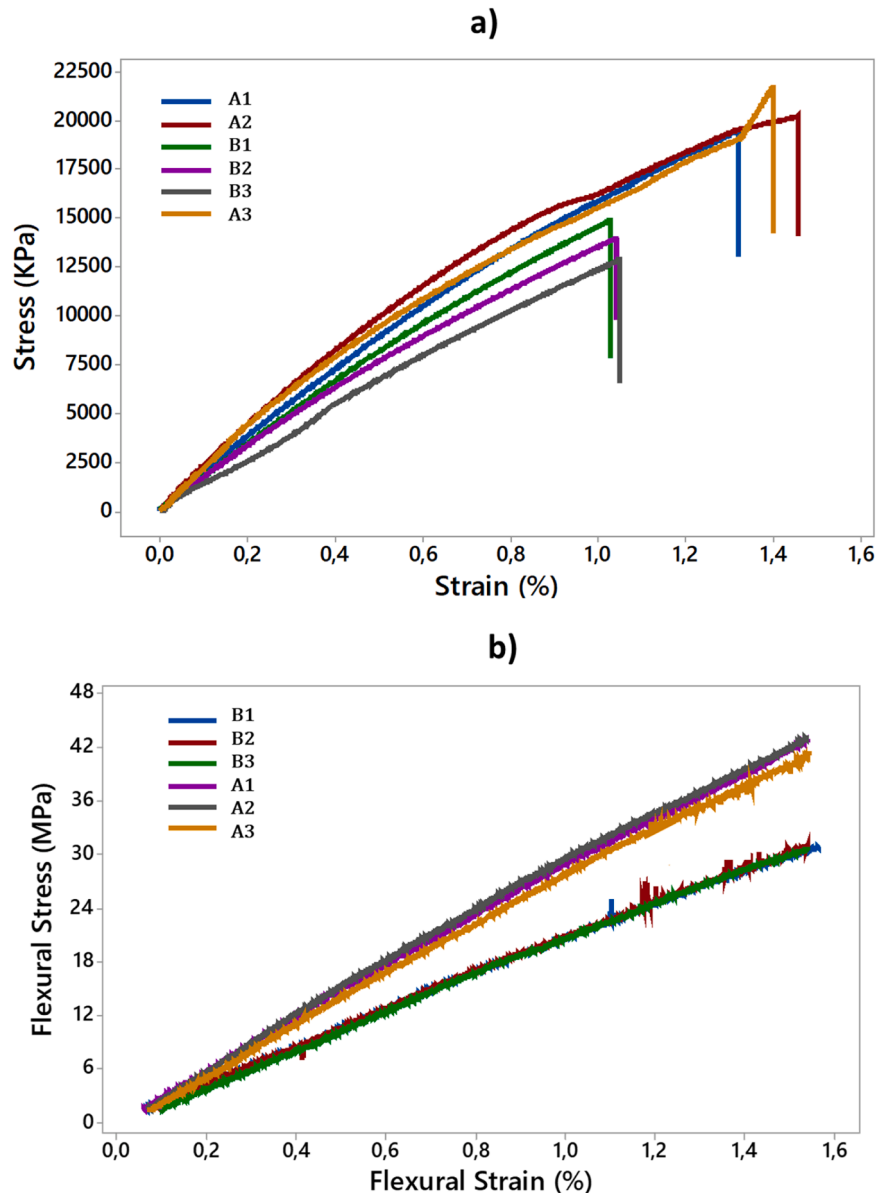 a)
Stress (KPa)
22500
20000
17500
15000
12500
10000
7500
5000
2500
0
A1
A2
B1
B2
B3
A3
0,0 0,2 0,4 0,6 0,8 1,0 1,2 1,4 1,6
Strain (%)
b)
Flexural Stress (MPa)
48
42
36
30
24
18
12
6
0
B1
B2
B3
A1
A2
A3
0,0 0,2 0,4 0,6 0,8 1,0 1,2 1,4 1,6
Flexural Strain (%)